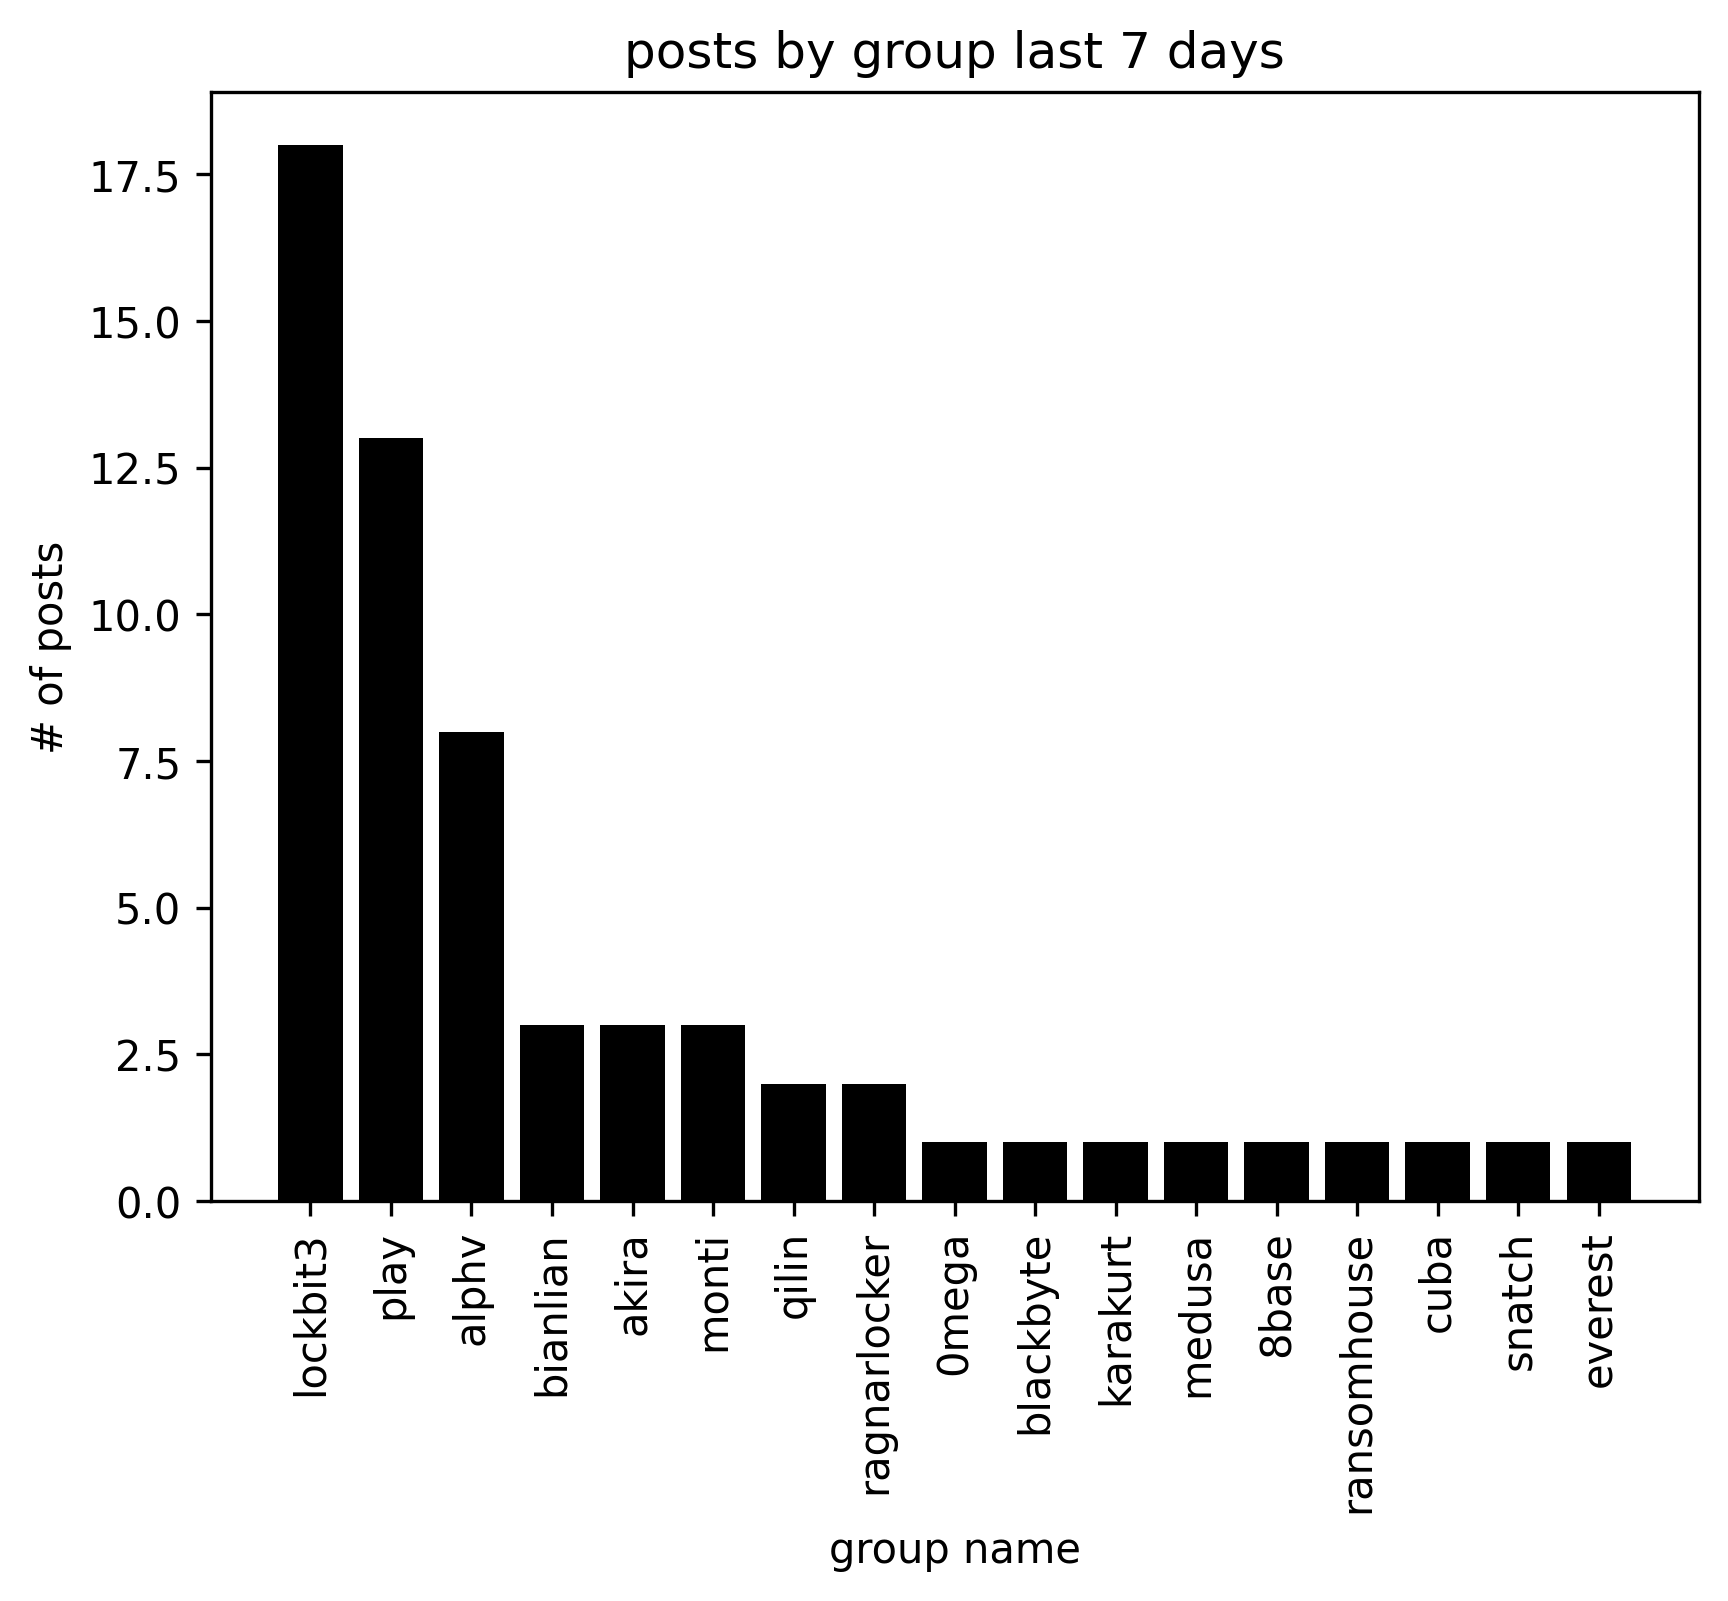 posts by group last 7 days
# of posts
17.5
15.0
12.5
10.0
7.5
5.0
2.5
0.0
lockbit3
play
alphv
bianlian
akira
monti
qilin
ragnarlocker
0mega
blackbyte
karakurt
medusa
8base
ransomhouse
cuba
snatch
everest
group name